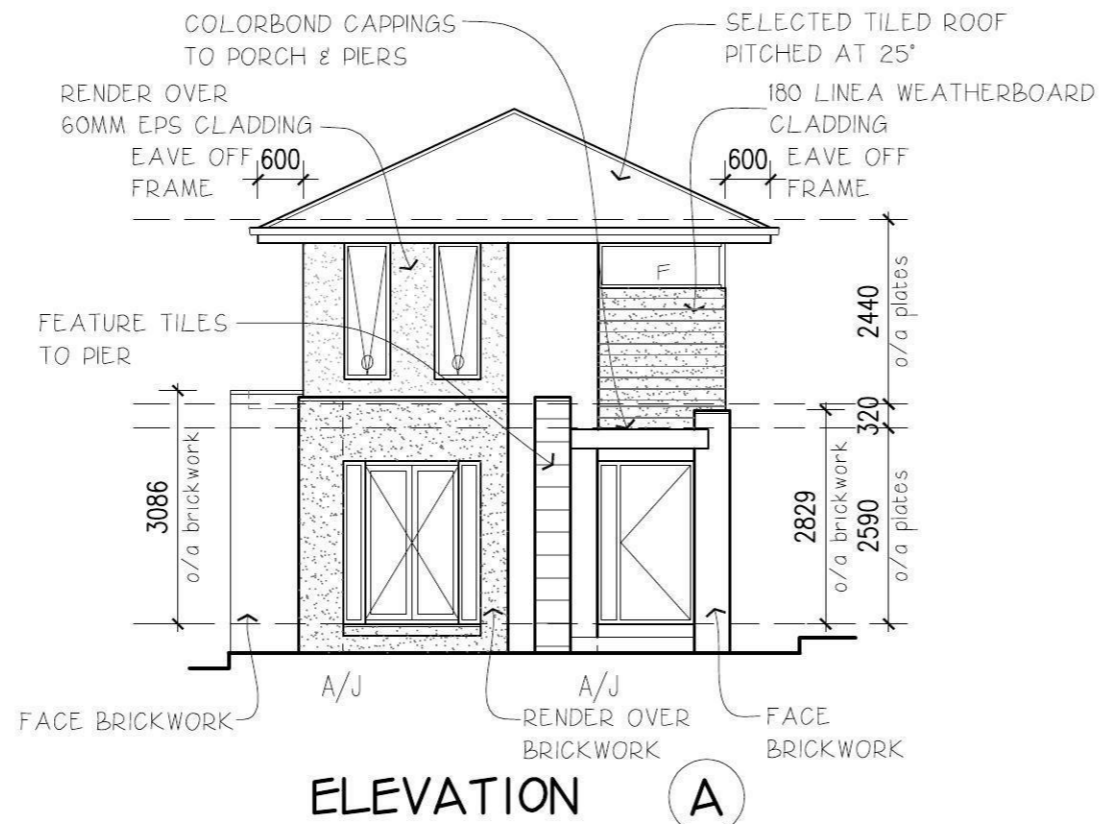 COLORBOND CAPPINGS
TO PORCH & PIERS
SELECTED TILED ROOF
PITCHED AT 25°
RENDER OVER
60MM EPS CLADDING
180 LINEA WEATHERBOARD
CLADDING
EAVE OFF
FRAME
600
600
EAVE OFF
FRAME
F
2440
o/a plates
FEATURE TILES
TO PIER
320
3086
o/a brickwork
2829
o/a brickwork
2590
o/a plates
A/J
A/J
FACE BRICKWORK
RENDER OVER
BRICKWORK
FACE
BRICKWORK
ELEVATION
A